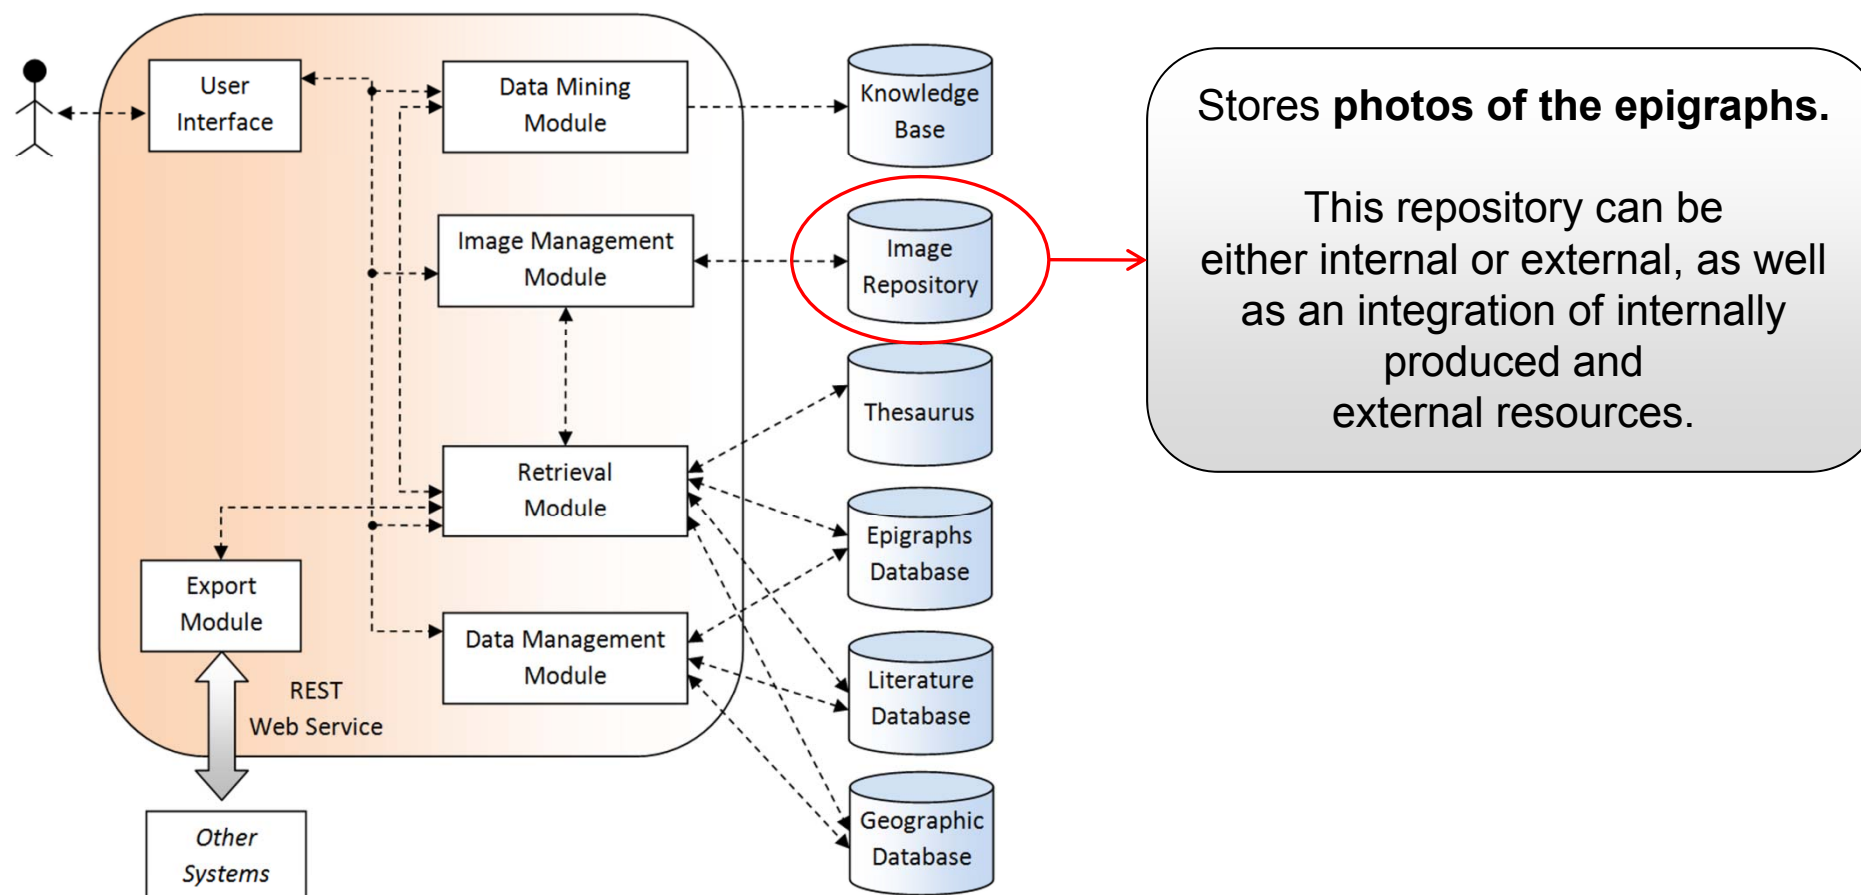 User
Interface
Data Mining
Module
Knowledge
Base
Image Management
Module
Image
Repository
Thesaurus
Retrieval
Module
Epigraphs
Database
Export
Module
Data Management
Module
Literature
Database
REST
Web Service
Geographic
Database
Other
Systems
Stores photos of the epigraphs.
This repository can be
either internal or external, as well
as an integration of internally
produced and
external resources.